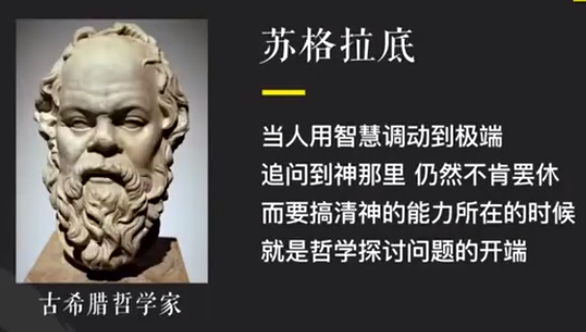 苏格拉底
当人用智慧调动到极端
追问到神那里 仍然不肯罢休
而要搞清神的能力所在的时候
就是哲学探讨问题的开端
古希腊哲学家